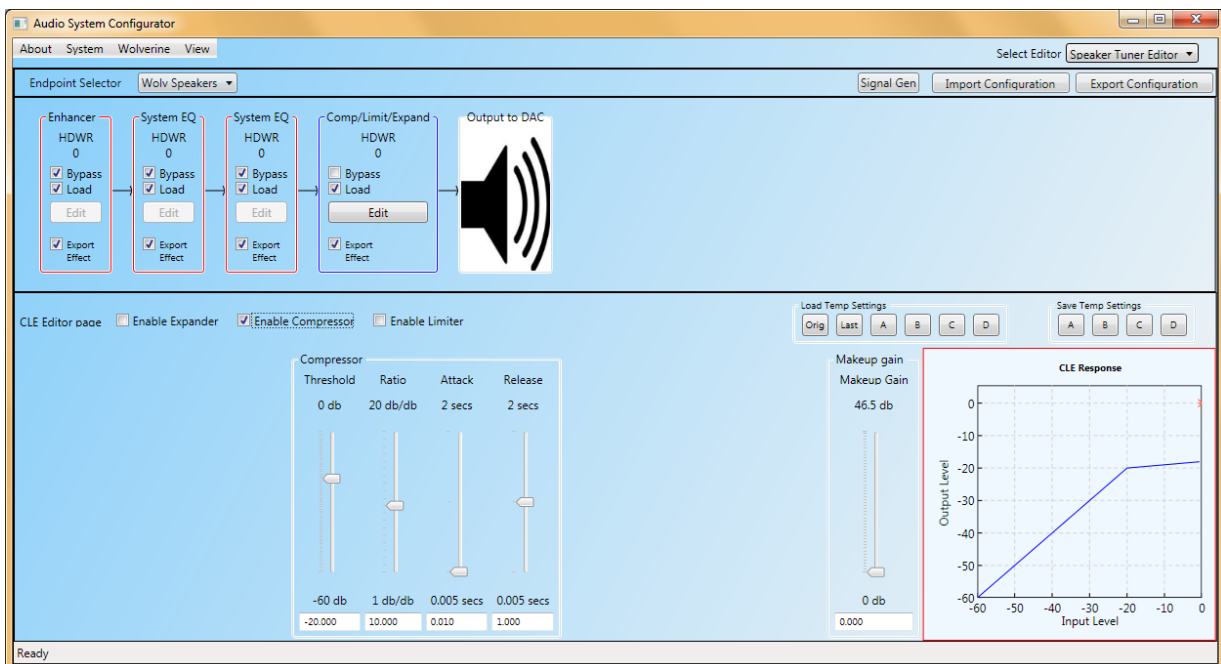 Audio System Configurator
About System Wolverine View
Select Editor Speaker Tuner Editor
Endpoint Selector Wolv Speakers Signal Gen Import Configuration Export Configuration
Enhancer System EQ System EQ Comp/Limit/Expand Output to DAC
HDWR HDWR HDWR HDWR
0 0 0 0
Bypass Bypass Bypass Bypass
Load Load Load Load
Edit Edit Edit Edit
Export Export Export Export
Effect Effect Effect Effect
Load Temp Settings Save Temp Settings
CLE Editor page Enable Expander Enable Compressor Enable Limiter Orig Last A B C D A B C D
Compressor Makeup gain
Threshold Ratio Attack Release Makeup Gain
0 db 20 db/db 2 secs 2 secs 46.5 db
-60 db 1 db/db 0.005 secs 0.005 secs 0 db
-20.000 10.000 0.010 1.000 0.000
CLE Response
Output Level
0
-10
-20
-30
-40
-50
-60
-60 -50 -40 -30 -20 -10 0
Input Level
Ready